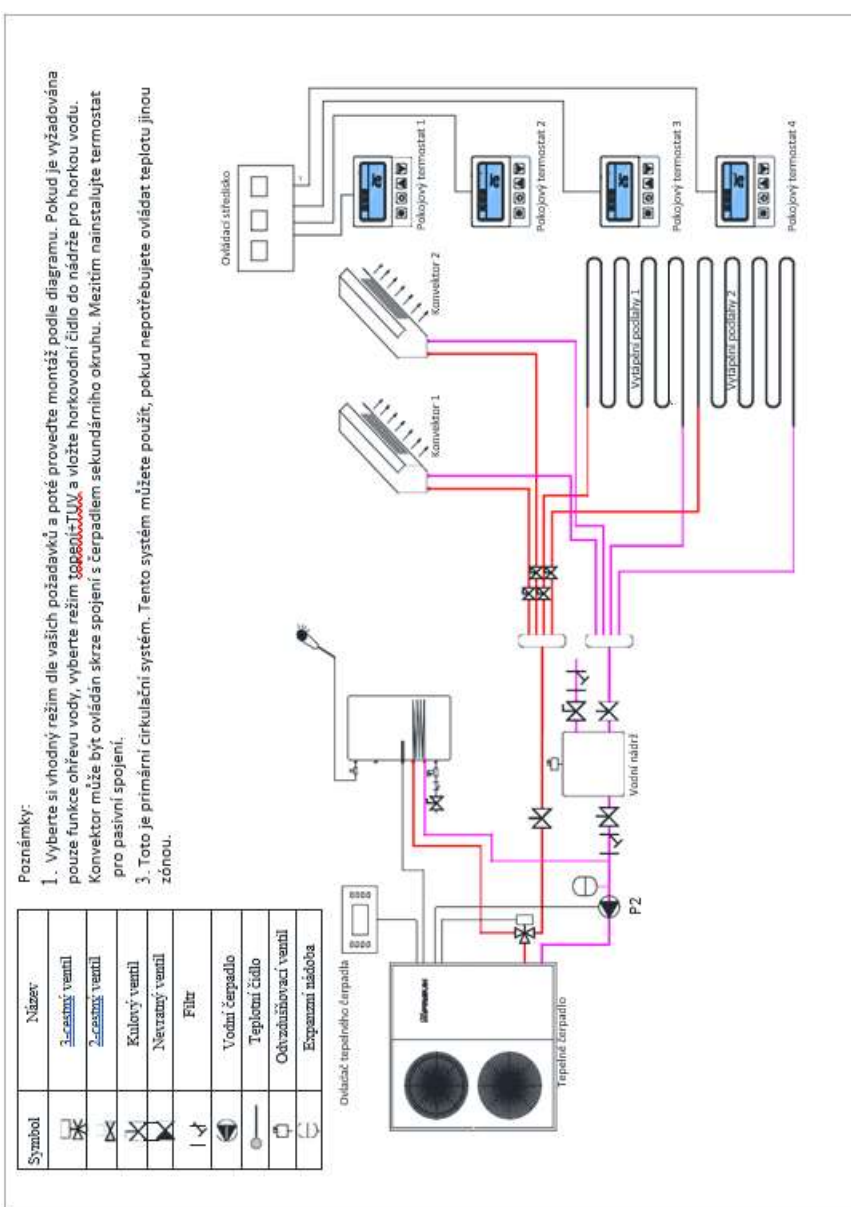 Poznámky:
1. Vyberte si vhodný režim dle vašich požadavků a poté proveďte montáž podle diagramu. Pokud je vyžadována
pouze funkce ohřevu vody, vyberte režim topení+TUV a vložte horkovodní čidlo do nádrže pro horkou vodu.
Konvektor může být ovládán skrze spojení s čerpadlem sekundárního okruhu. Mezitím nainstalujte termostat
pro pasivní spojení.
3. Toto je primární cirkulační systém. Tento systém můžete použít, pokud nepotřebujete ovládat teplotu jinou
zónou.
Symbol Název
3-cestný ventil
2-cestný ventil
Kulový ventil
Nevratný ventil
Filtr
Vodní čerpadlo
Teplotní čidlo
Odvzdušňovací ventil
Expanzní nádoba
Ovládací středisko
Pokojový termostat 1
Pokojový termostat 2
Pokojový termostat 3
Pokojový termostat 4
Konvektor 1
Konvektor 2
Vytápění podlahy 1
Vytápění podlahy 2
Ovladač tepelného čerpadla
Tepelné čerpadlo
P2
Vodní nádrž